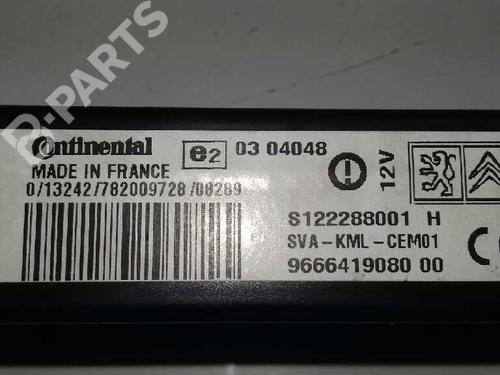 B-PARTS
Continental
e2
03 04048
MADE IN FRANCE
12V
0/13242/782009728/08289
S122288001 H
SVA-KML-CEM01
9666419080 00